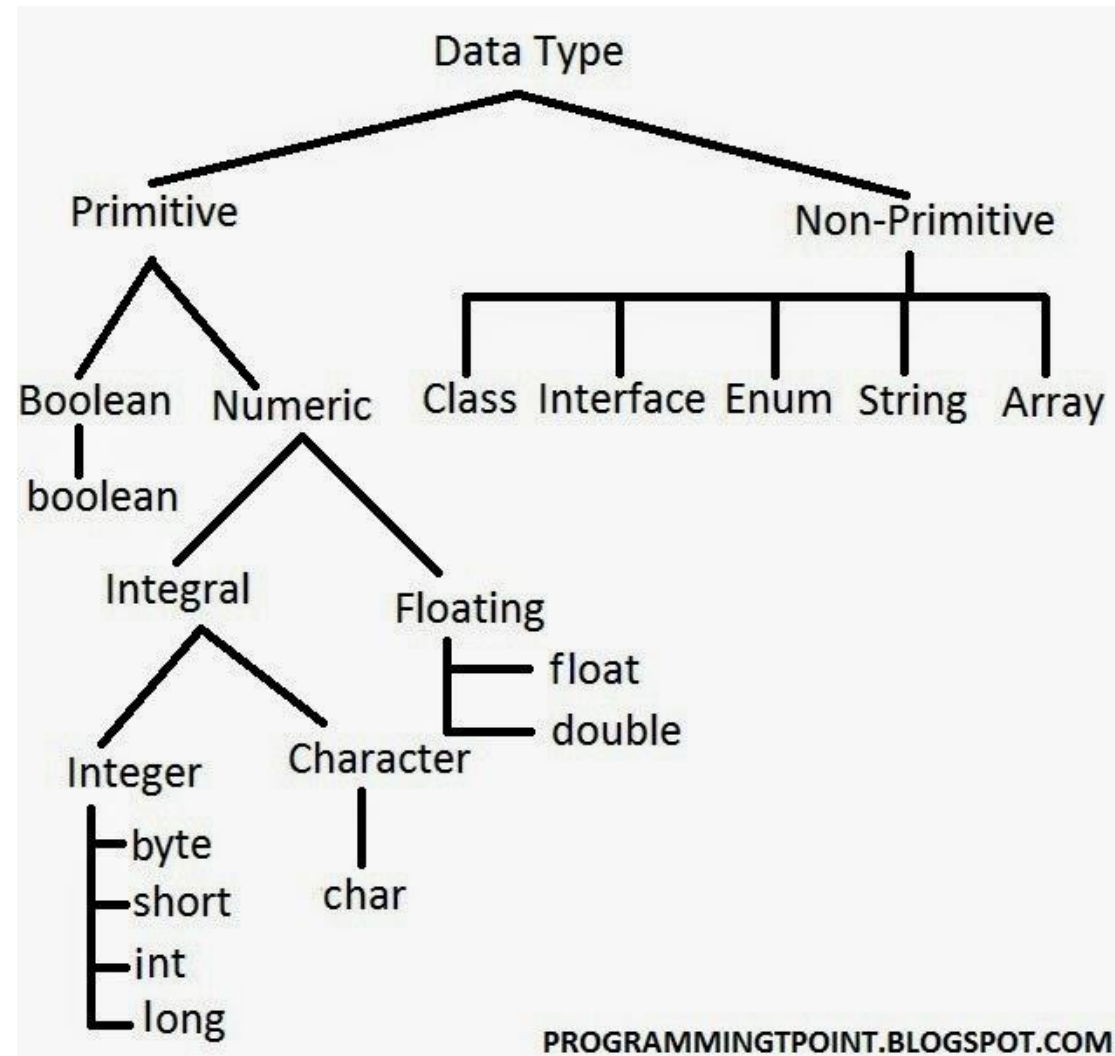 Data Type
Primitive
Non-Primitive
Boolean
Numeric
Class
Interface
Enum
String
Array
boolean
Integral
Floating
float
double
Integer
Character
byte
short
int
long
char
PROGRAMMINGTPOINT.BLOGSPOT.COM